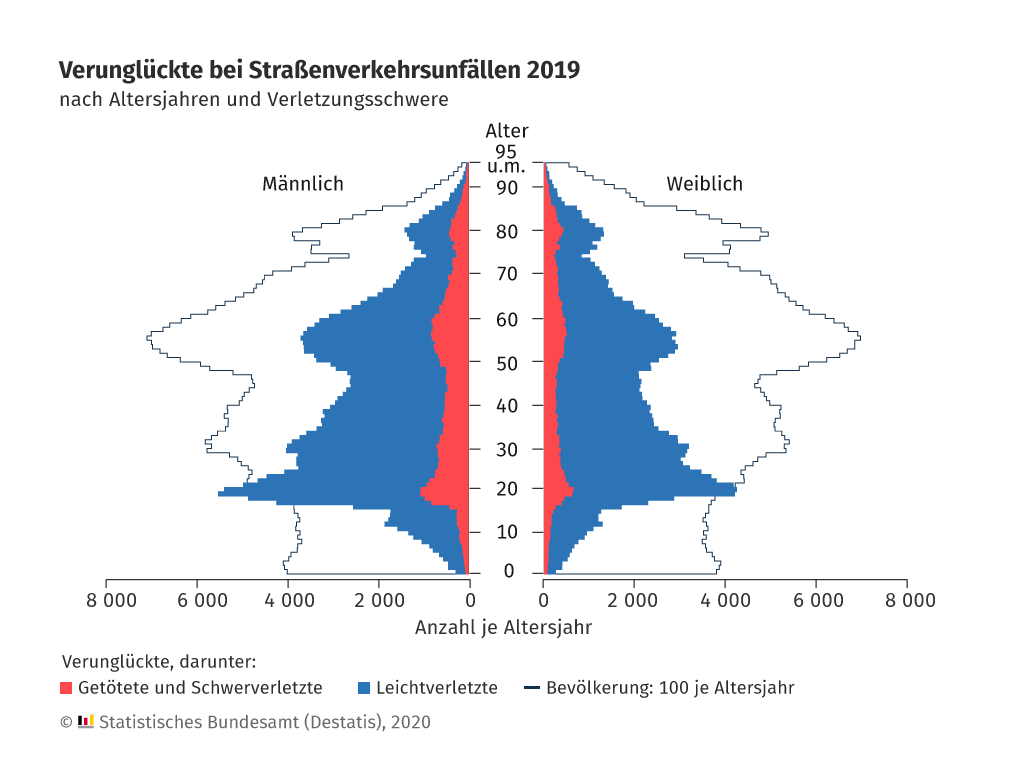 Verunglückte bei Straßenverkehrsunfällen 2019
nach Altersjahren und Verletzungsschwere
Alter
95
u.m.
Männlich
Weiblich
90
80
70
60
50
40
30
20
10
0
8 000 6 000 4 000 2 000 0 0 2 000 4 000 6 000 8 000
Anzahl je Altersjahr
Verunglückte, darunter:
Getötete und Schwerverletzte Leichtverletzte Bevölkerung: 100 je Altersjahr
© Statistisches Bundesamt (Destatis), 2020